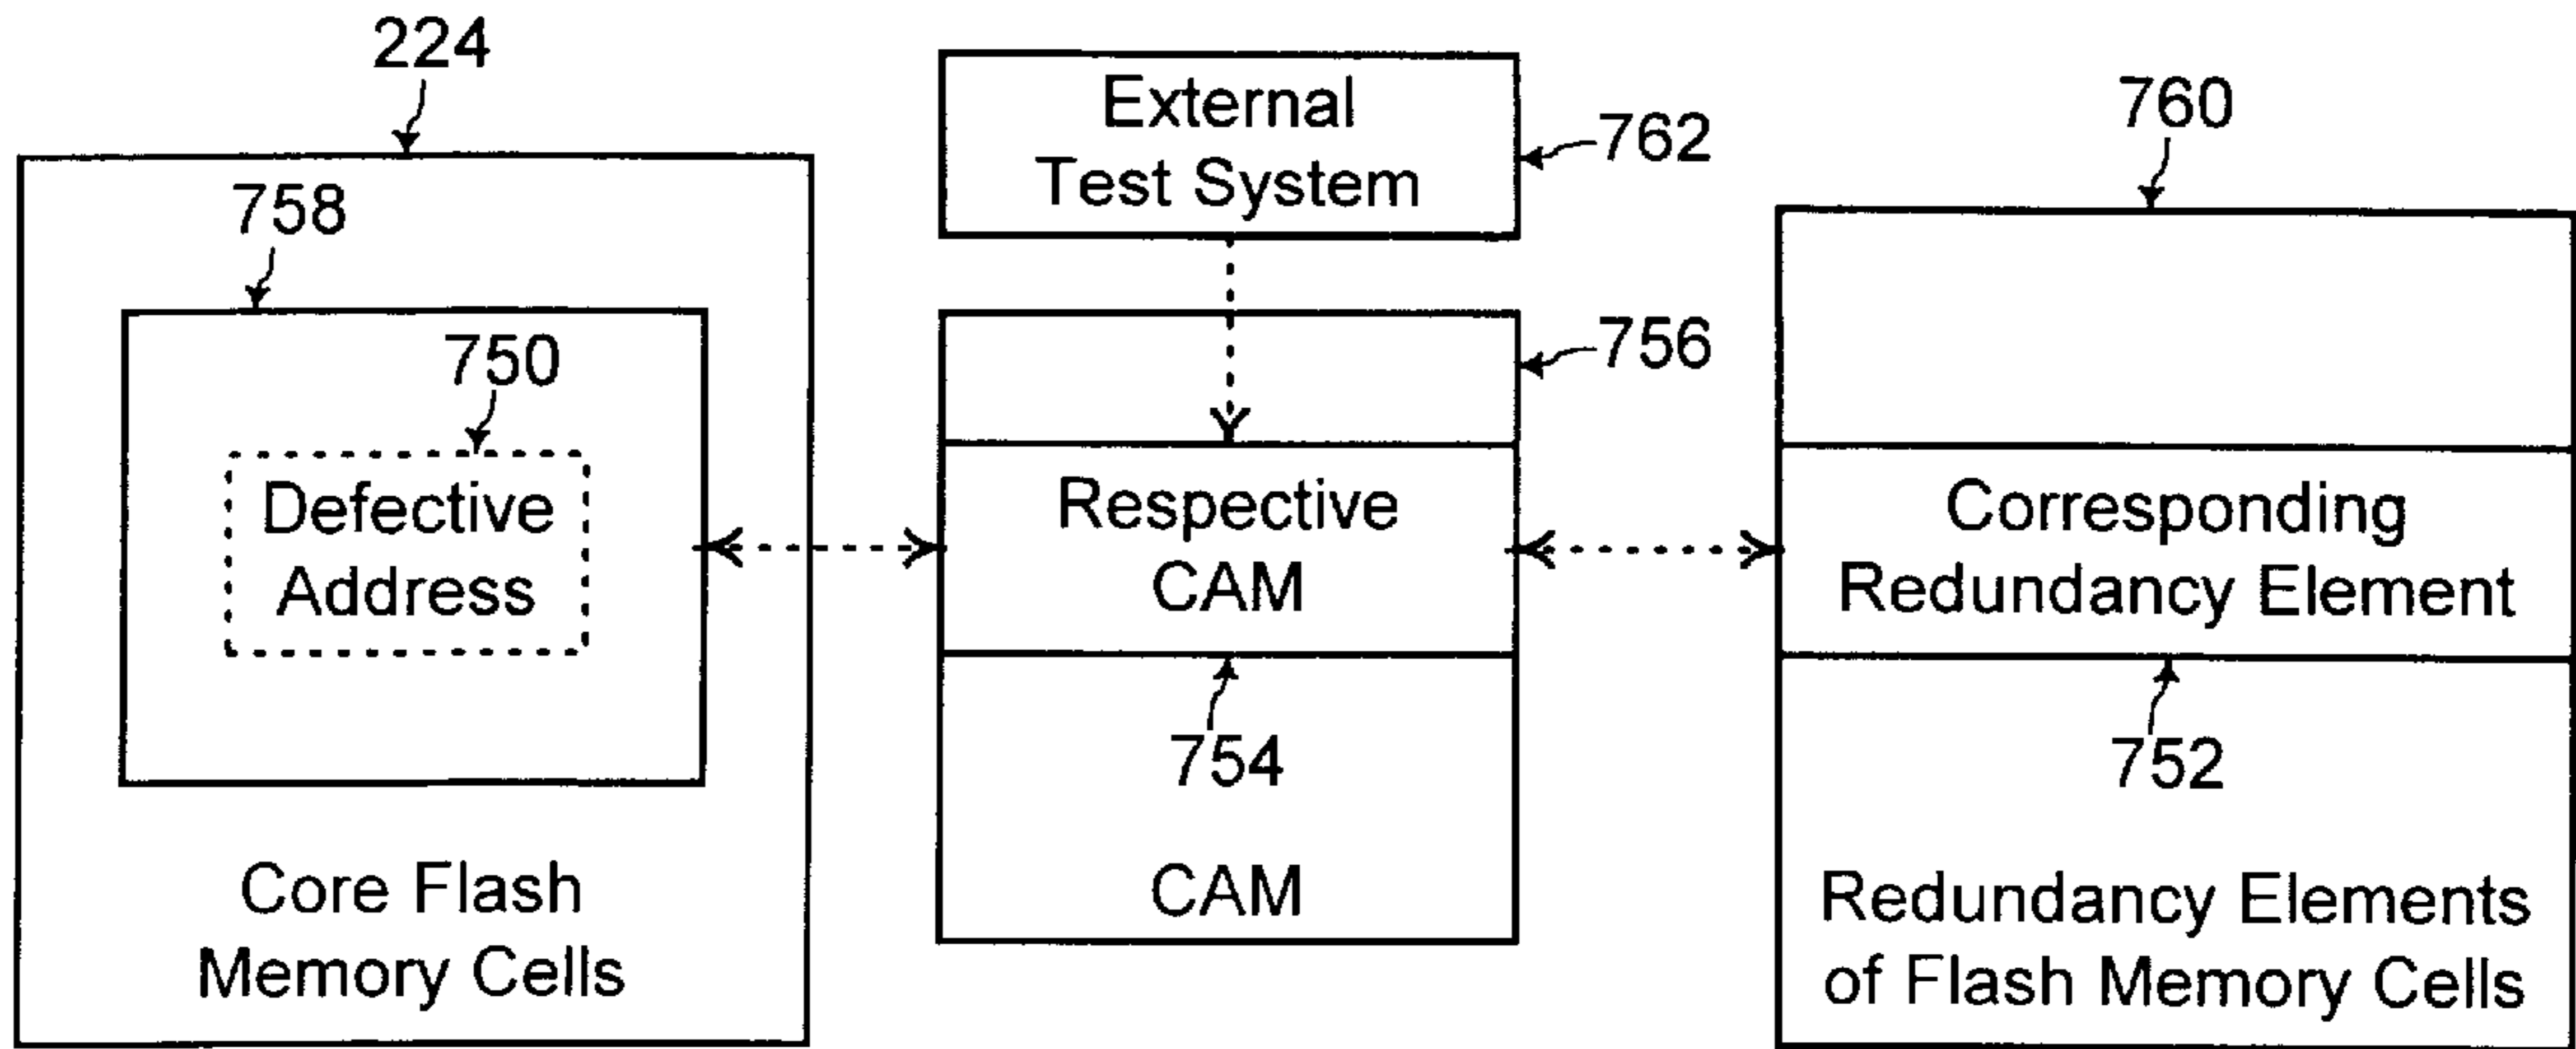 224
758
750
Defective
Address
Core Flash
Memory Cells
External
Test System
762
756
Respective
CAM
754
CAM
760
Corresponding
Redundancy Element
752
Redundancy Elements
of Flash Memory Cells